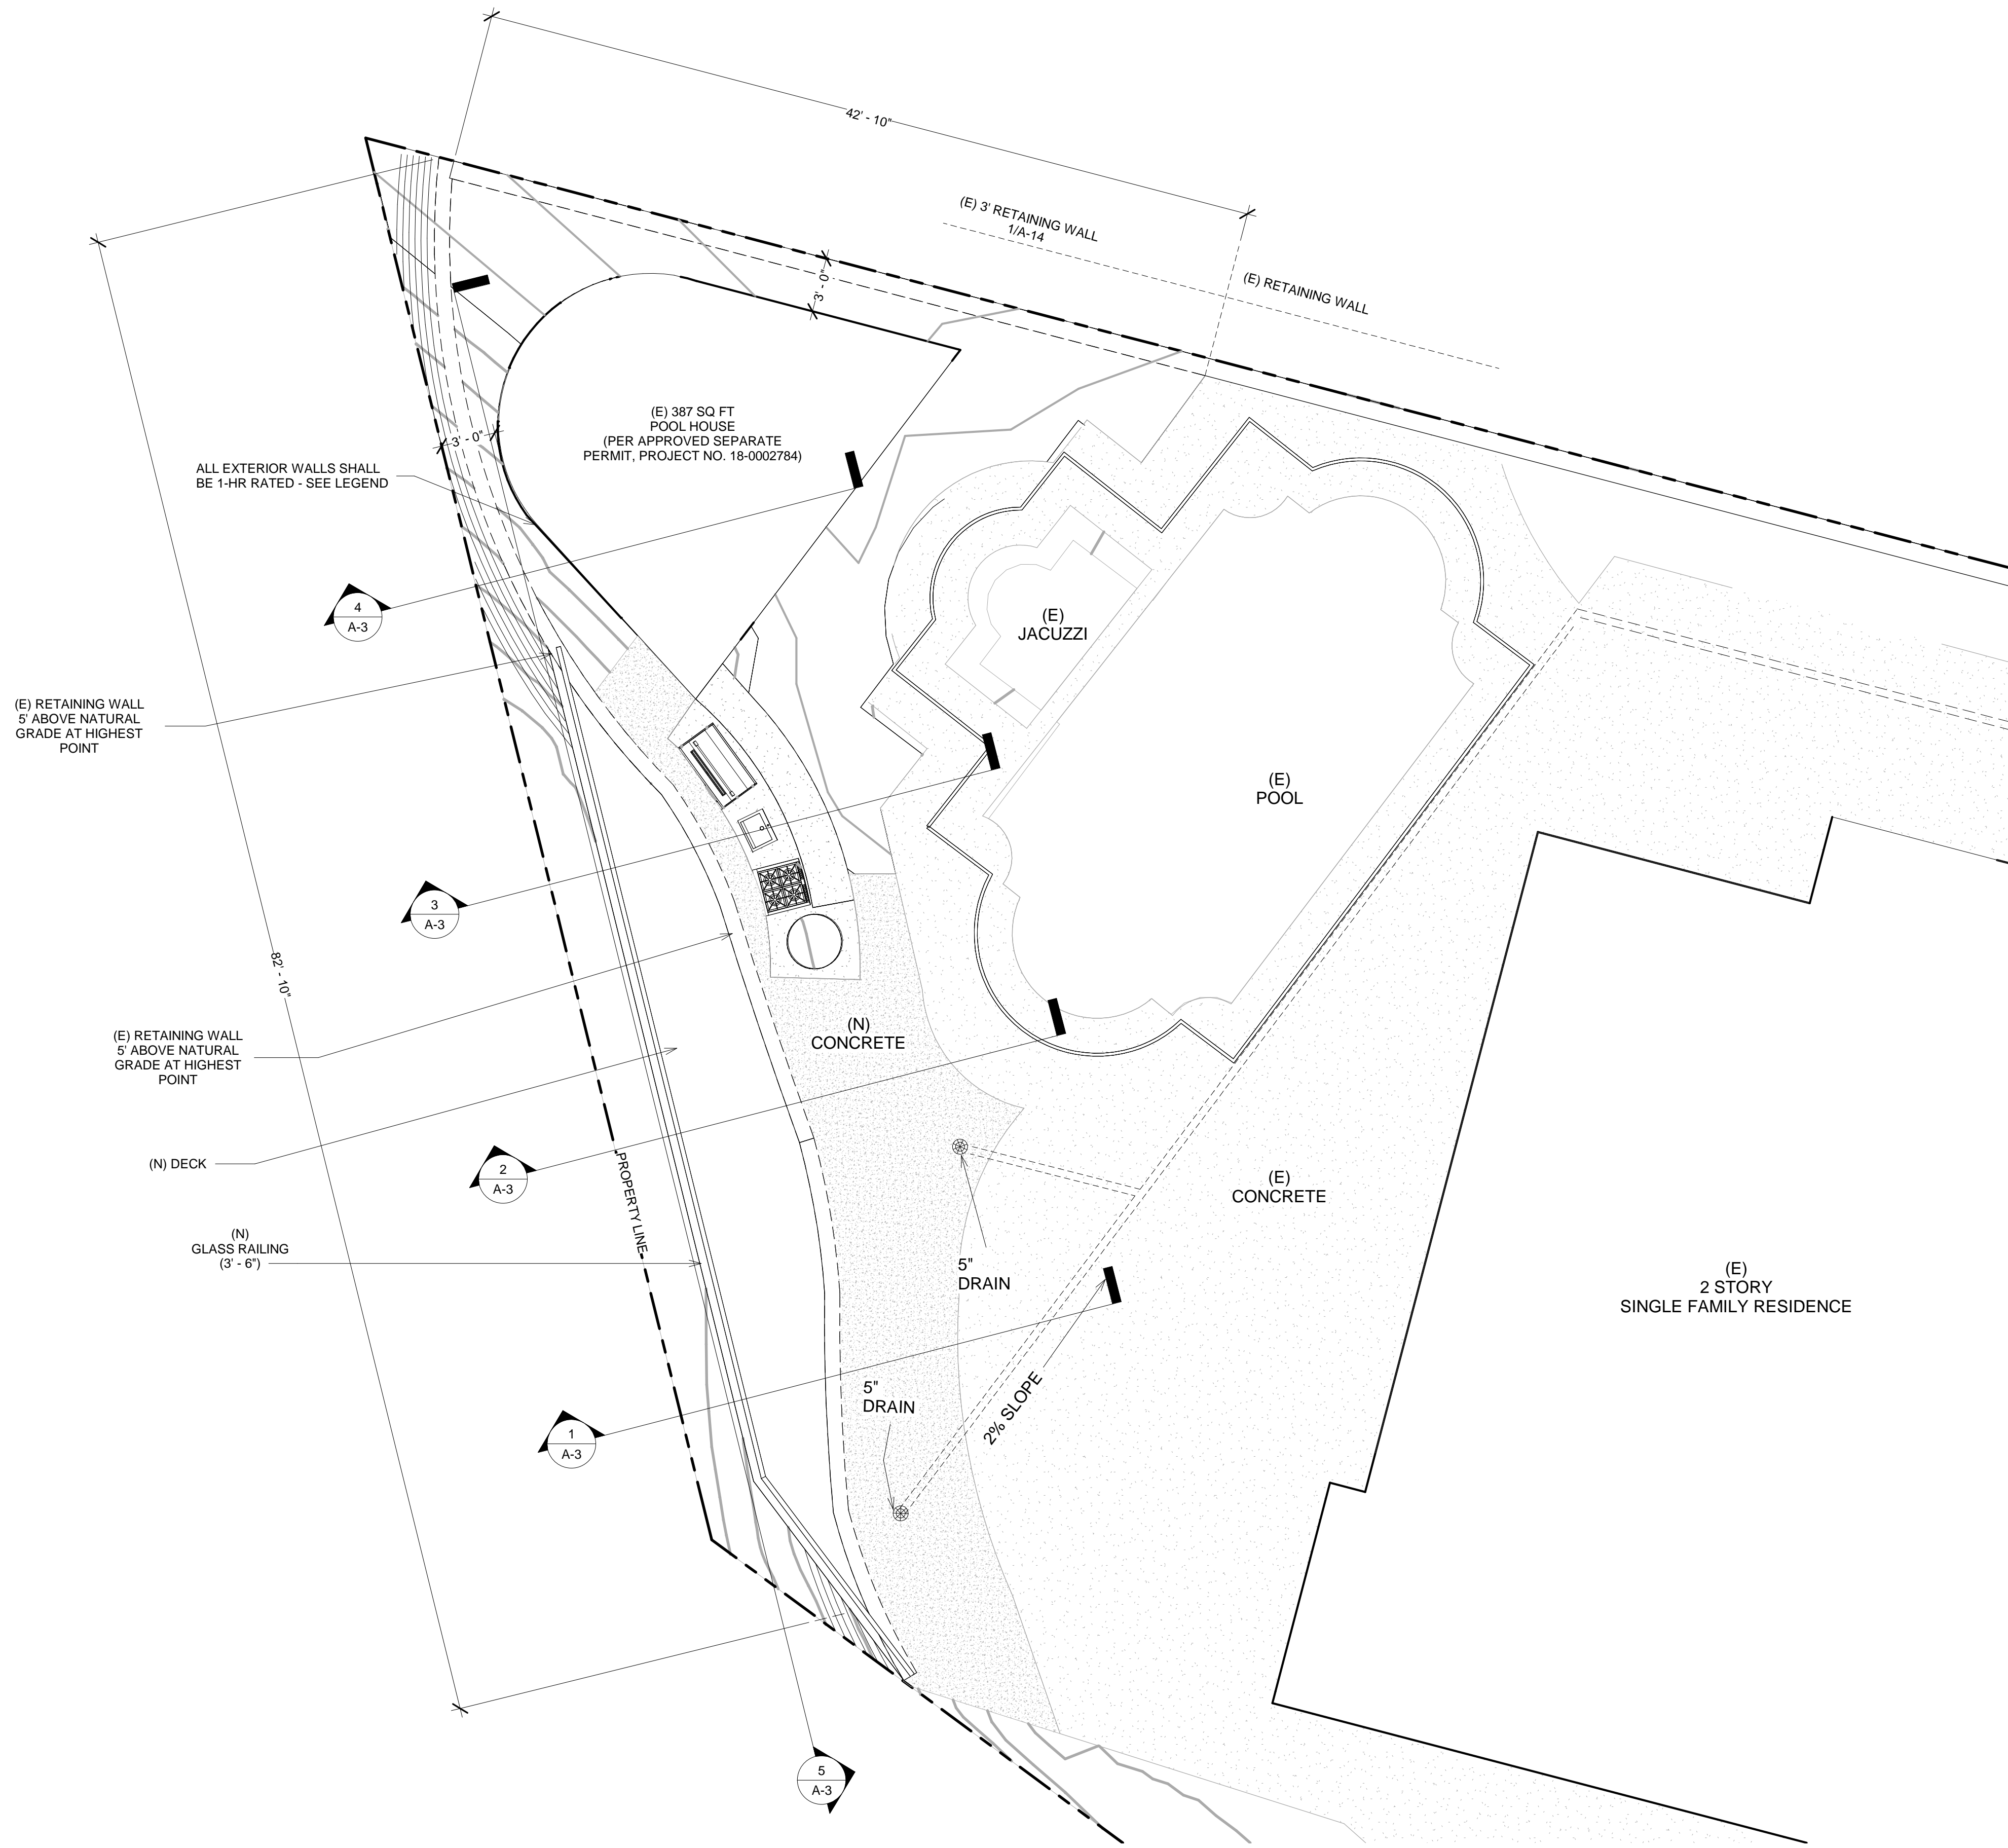 42' - 10"
(E) 3' RETAINING WALL
1/A-14
(E) RETAINING WALL
3' - 0"
(E) 387 SQ FT
POOL HOUSE
(PER APPROVED SEPARATE
PERMIT, PROJECT NO. 18-0002784)
3' - 0"
ALL EXTERIOR WALLS SHALL
BE 1-HR RATED - SEE LEGEND
4
A-3
(E)
JACUZZI
(E) RETAINING WALL
5' ABOVE NATURAL
GRADE AT HIGHEST
POINT
(E)
POOL
3
A-3
82' - 10"
(E) RETAINING WALL
5' ABOVE NATURAL
GRADE AT HIGHEST
POINT
(N)
CONCRETE
(N) DECK
2
A-3
PROPERTY LINE
(E)
CONCRETE
(N)
GLASS RAILING
(3' - 6")
5"
DRAIN
(E)
2 STORY
SINGLE FAMILY RESIDENCE
5"
DRAIN
2% SLOPE
1
A-3
5
A-3